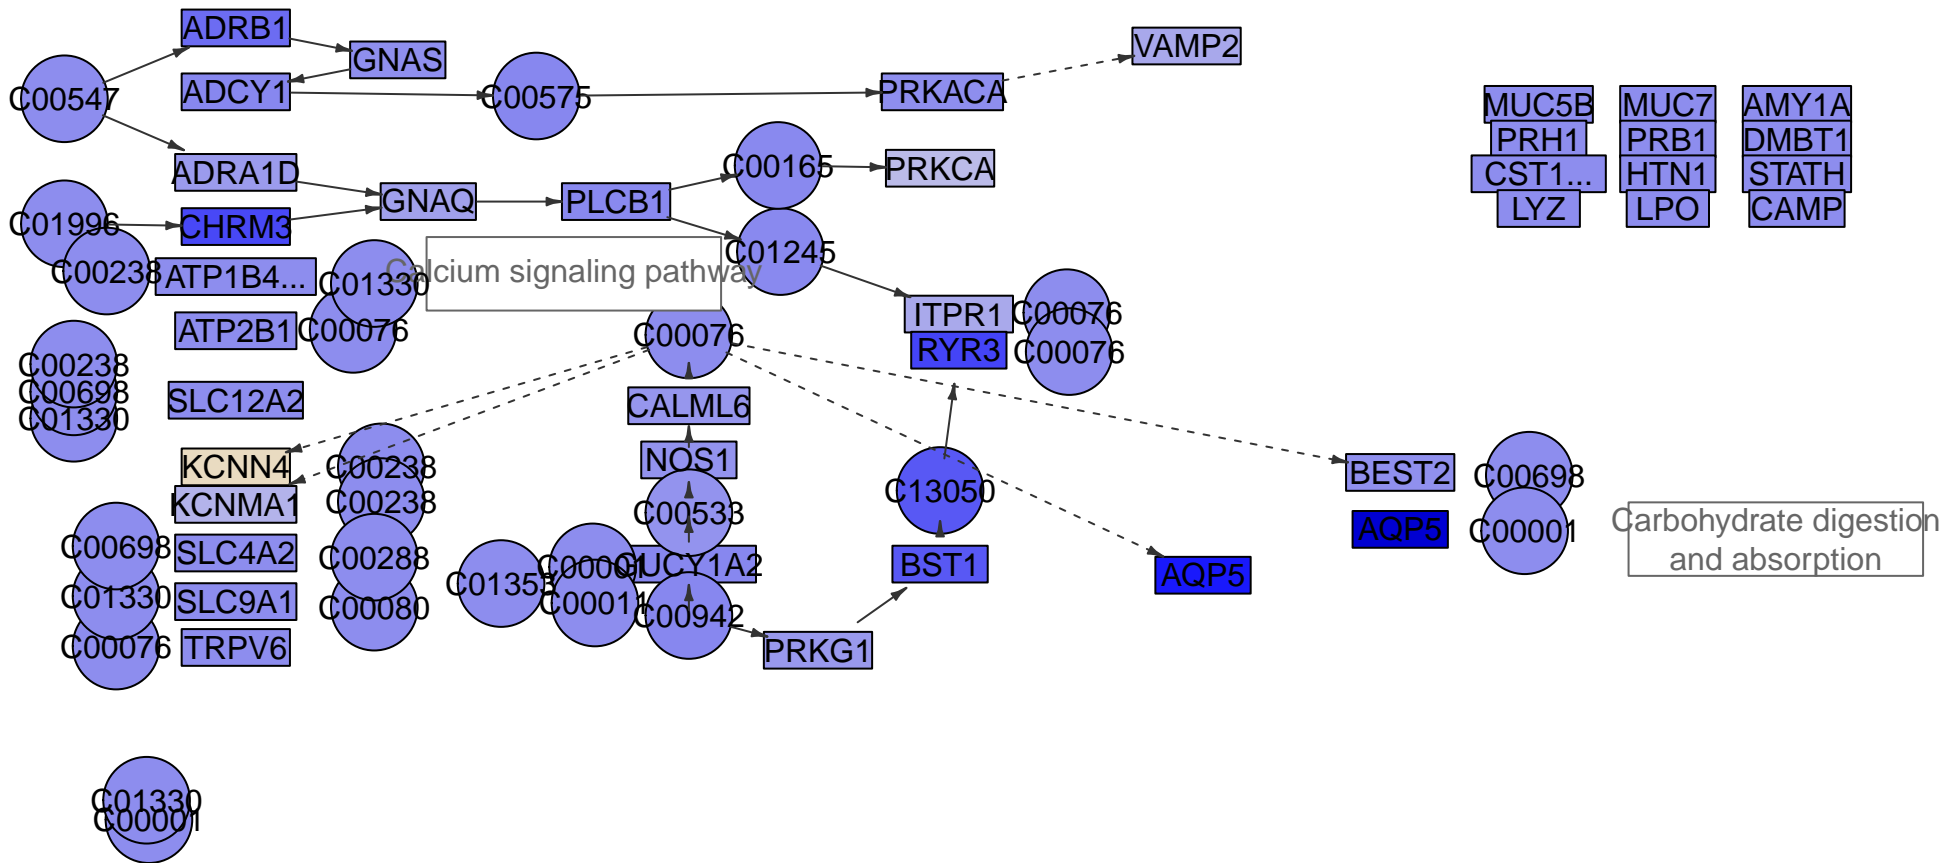 ADRB1
GNAS
VAMP2
C00547
ADCY1
C00575
PRKACA
MUC5B
MUC7
AMY1A
PRH1
PRB1
DMBT1
ADRA1D
C00165
PRKCA
CST1...
HTN1
STATH
GNAQ
PLCB1
LYZ
LPO
CAMP
C01996
CHRM3
C01245
C00238
ATP1B4...
C01330
Calcium signaling pathway
ITPR1
C00076
ATP2B1
C00076
C00076
RYR3
C00076
C00238
C00698
C01330
SLC12A2
CALML6
KCNN4
C00238
NOS1
BEST2
C00698
KCNMA1
C00238
C00533
C13050
AQP5
C00001
Carbohydrate digestion
and absorption
C00698
SLC4A2
C00288
C00001
GUCY1A2
BST1
AQP5
C01330
SLC9A1
C00080
C01353
C00011
C00942
C00076
TRPV6
PRKG1
C01330
C00001